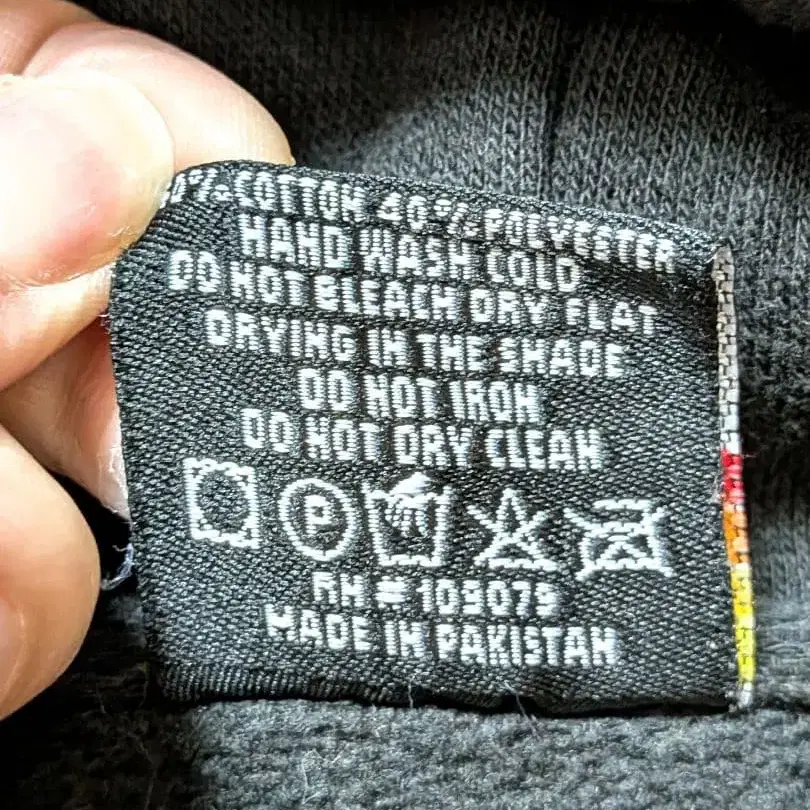 % COTTON 40% POLYESTER
HAND WASH COLD
DO NOT BLEACH DRY FLAT
DRYING IN THE SHADE
DO NOT IRON
DO NOT DRY CLEAN
P
RN # 109079
MADE IN PAKISTAN